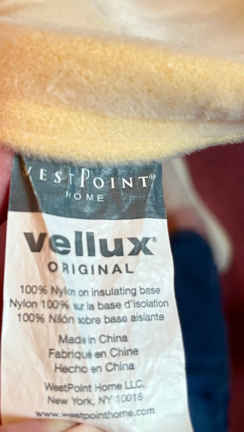 WESTPOINT®
HOME
vellux®
ORIGINAL
100% Nylon on insulating base
Nylon 100% sur la base d'isolation
100% Nilón sobre base aislante
Made in China
Fabriqué en Chine
Hecho en China
WestPoint Home LLC.
New York, NY 10016
www.westpointhome.com